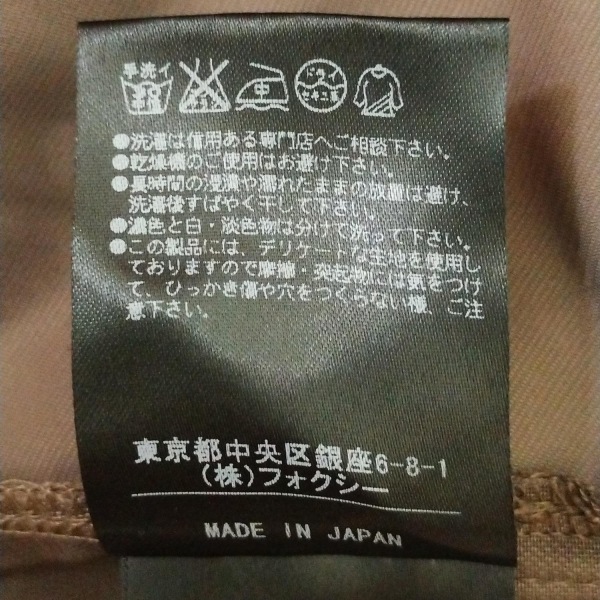 手洗イ
中
ドライ
セキユ系
●洗濯は信用ある専門店へご相談下さい。
●乾燥機のご使用はお避け下さい。
●長時間の浸漬や濡れたままの放置は避け、
洗濯後すばやく干して下さい。
●濃色と白・淡色物は分けて洗って下さい。
●この製品には、デリケートな生地を使用し
ておりますので摩擦・突起物には気をつけ
て、ひっかき傷や穴をつくらない様、ご注
意下さい。
東京都中央区銀座6-8-1
(株)フォクシー
MADE IN JAPAN